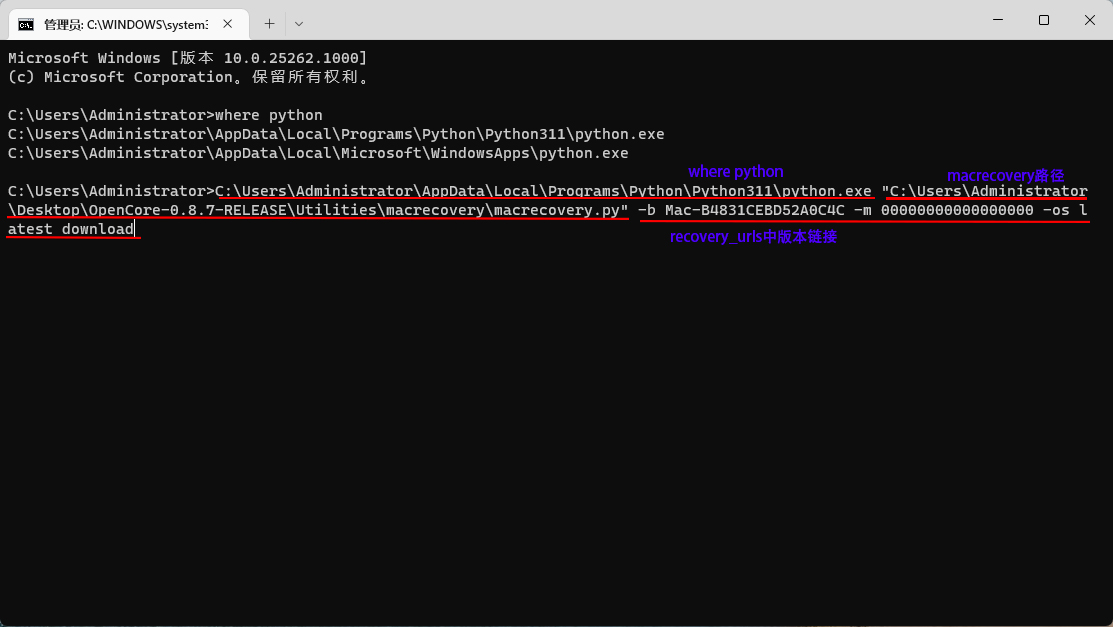 管理员: C:\WINDOWS\system3
Microsoft Windows [版本 10.0.25262.1000]
(c) Microsoft Corporation。保留所有权利。
C:\Users\Administrator>where python
C:\Users\Administrator\AppData\Local\Programs\Python\Python311\python.exe
C:\Users\Administrator\AppData\Local\Microsoft\WindowsApps\python.exe
where python
macrecovery路径
C:\Users\Administrator>C:\Users\Administrator\AppData\Local\Programs\Python\Python311\python.exe "C:\Users\Administrator
\Desktop\OpenCore-0.8.7-RELEASE\Utilities\macrecovery\macrecovery.py" -b Mac-B4831CEBD52A0C4C -m 00000000000000000 -os l
atest download
recovery_urls中版本链接